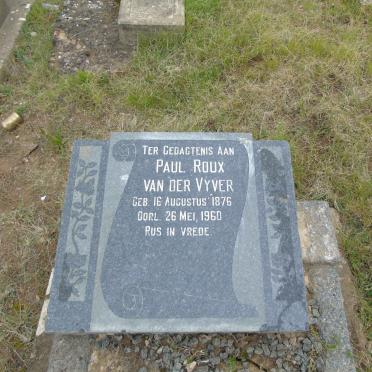 TER GEDAGTENIS AAN
PAUL ROUX
VAN DER VYVER
GEB. 16 AUGUSTUS 1876
OORL. 26 MEI, 1960
RUS IN VREDE.